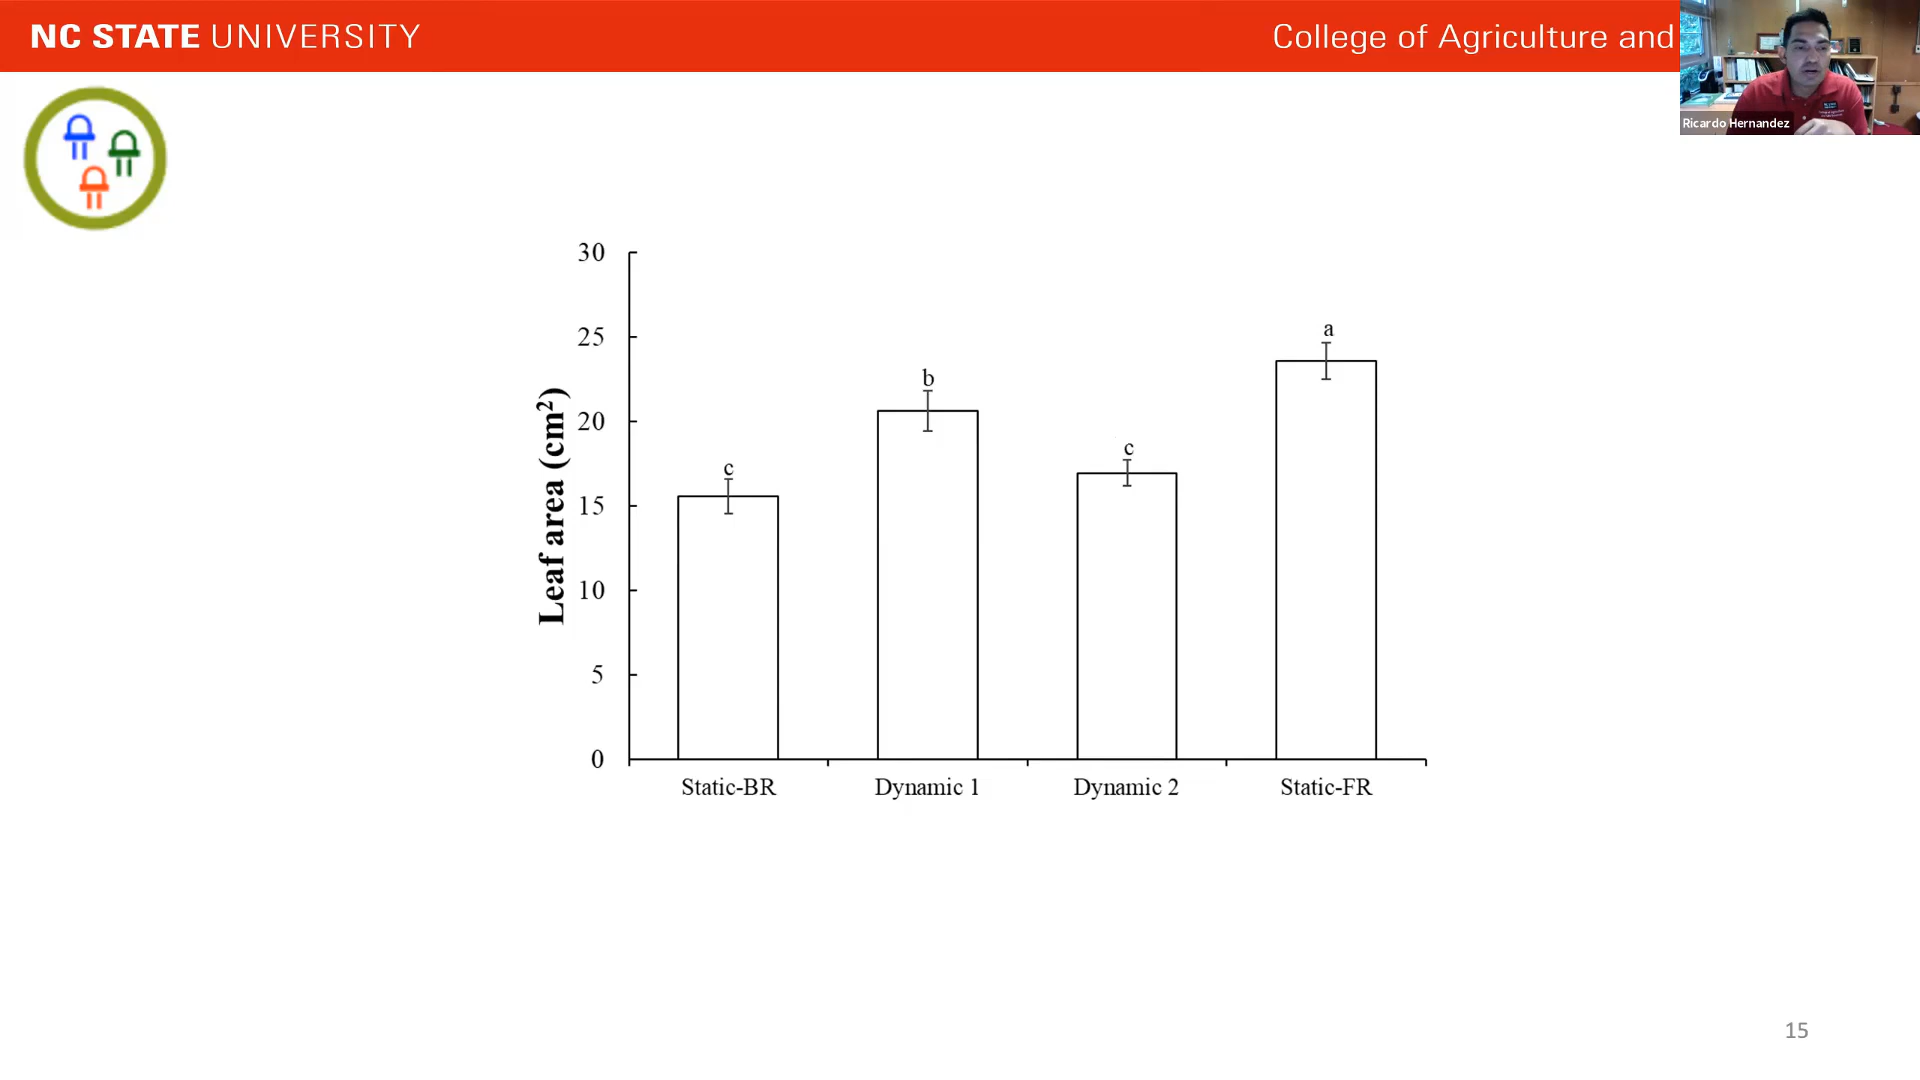 NC STATE UNIVERSITY
College of Agriculture and
Ricardo Hernandez
30
25
20
15
10
5
0
Leaf area (cm²)
c
b
c
a
Static-BR
Dynamic 1
Dynamic 2
Static-FR
15